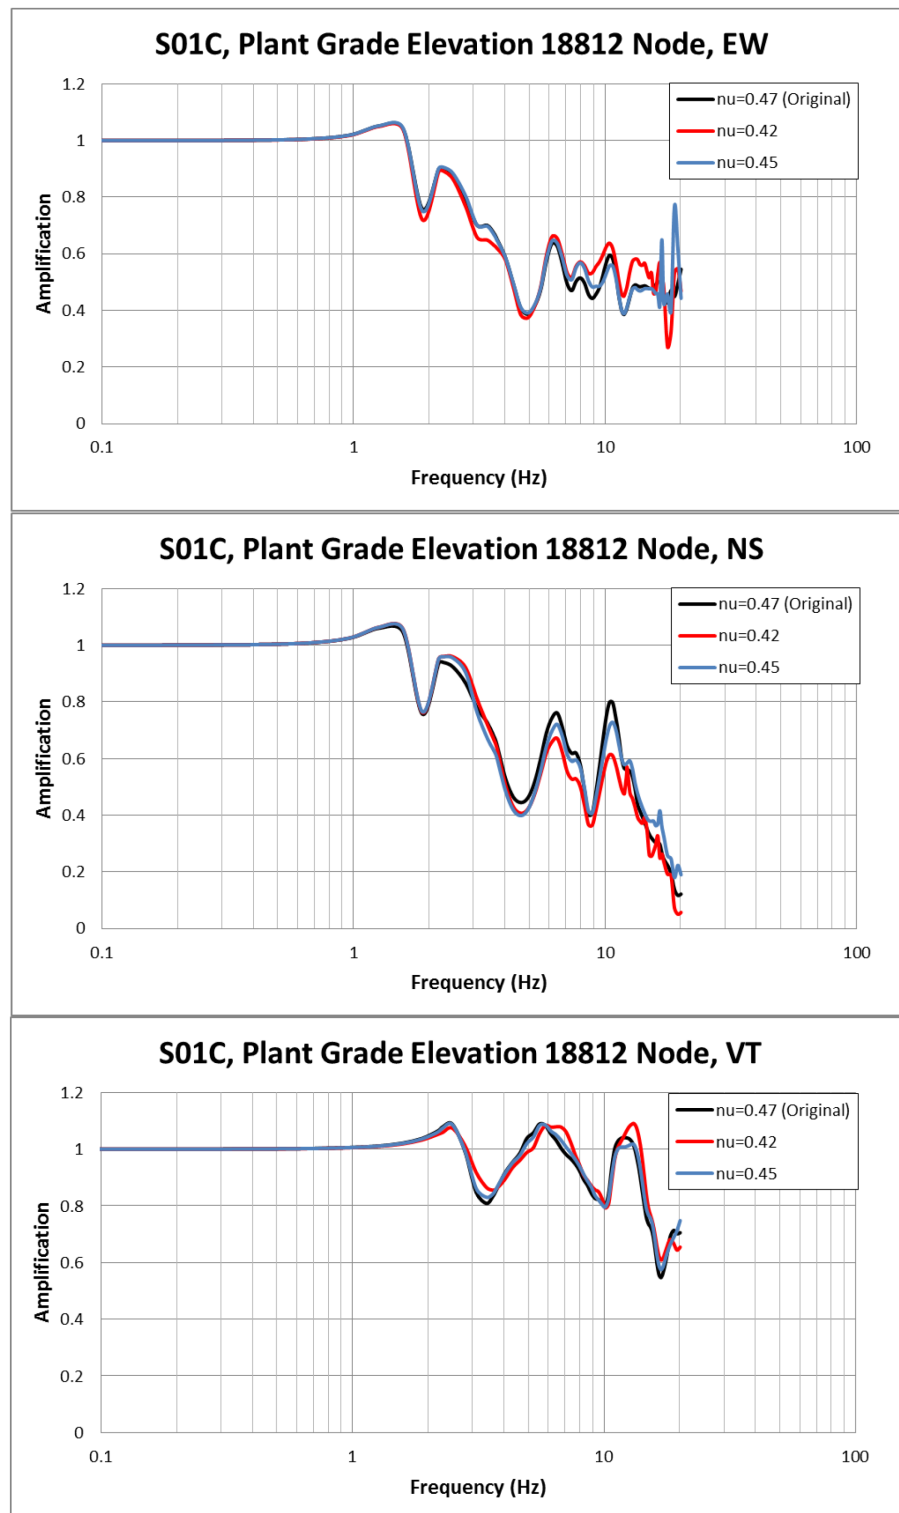 S01C, Plant Grade Elevation 18812 Node, EW
1.2
1
0.8
0.6
0.4
0.2
0
Amplification
nu=0.47 (Original)
nu=0.42
nu=0.45
0.1
1
10
100
Frequency (Hz)
S01C, Plant Grade Elevation 18812 Node, NS
1.2
1
0.8
0.6
0.4
0.2
0
Amplification
nu=0.47 (Original)
nu=0.42
nu=0.45
0.1
1
10
100
Frequency (Hz)
S01C, Plant Grade Elevation 18812 Node, VT
1.2
1
0.8
0.6
0.4
0.2
0
Amplification
nu=0.47 (Original)
nu=0.42
nu=0.45
0.1
1
10
100
Frequency (Hz)